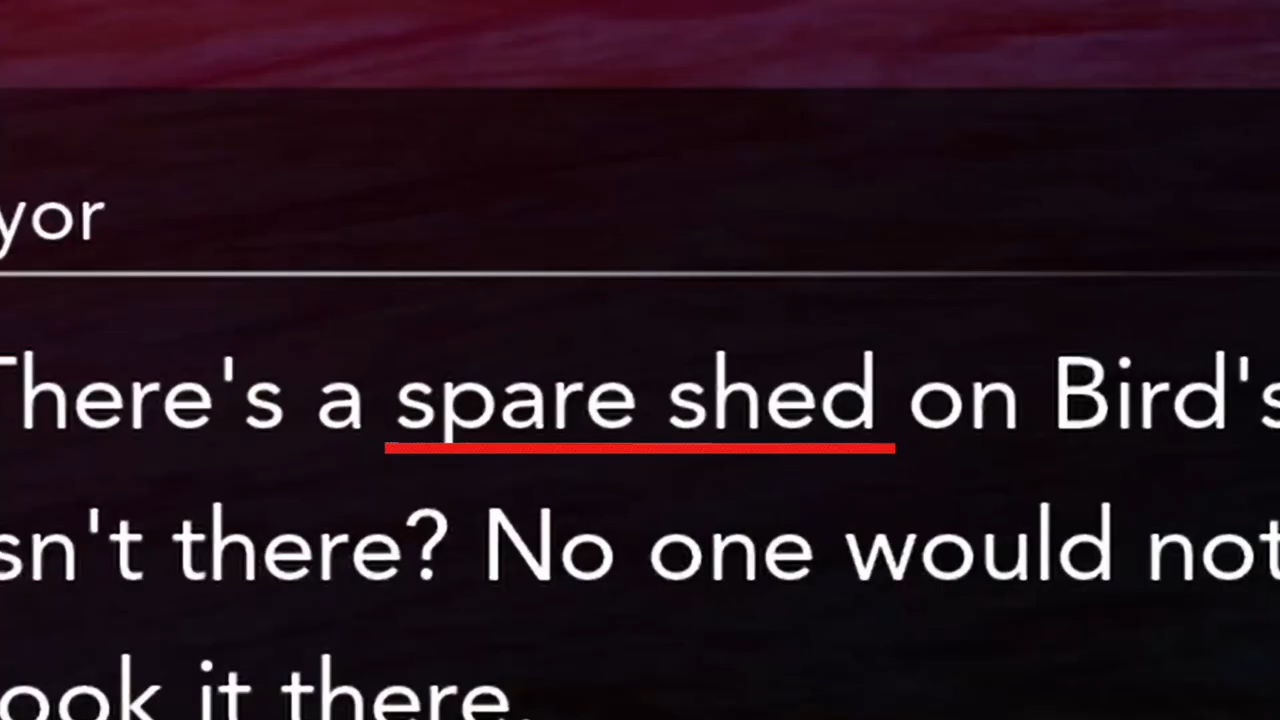 yor
There's a spare shed on Bird's
sn't there? No one would not
ook it there.